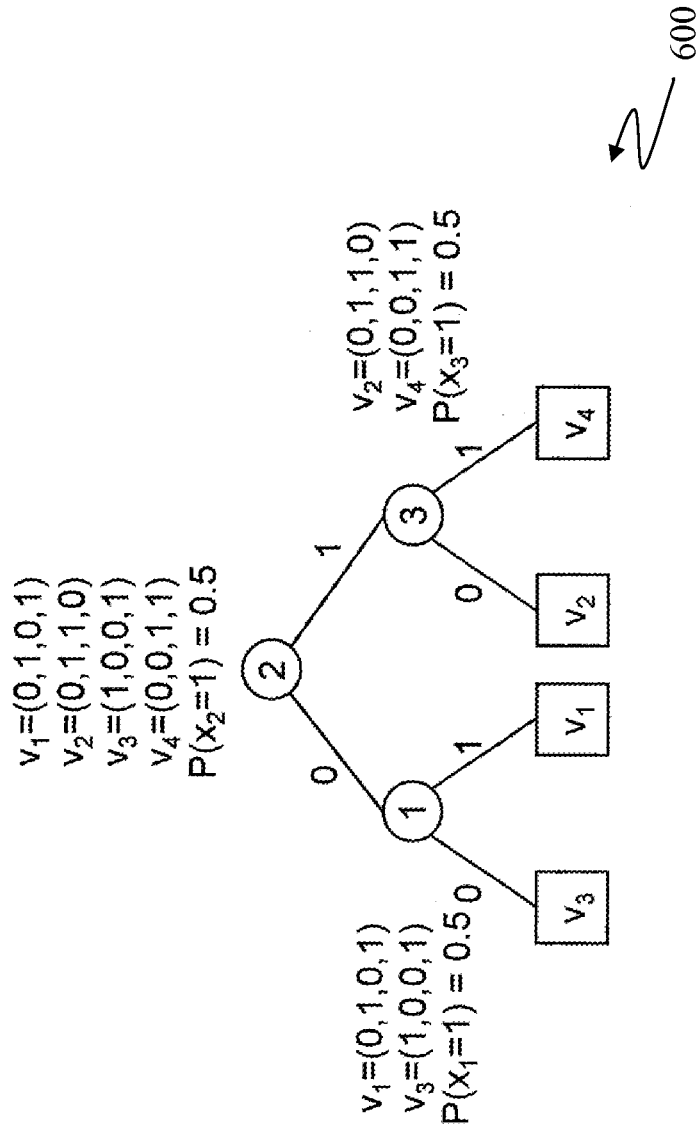 v₁=(0,1,0,1)
v₂=(0,1,1,0)
v₃=(1,0,0,1)
v₄=(0,0,1,1)
P(x₂=1) = 0.5
2
0
1
v₁=(0,1,0,1)
v₃=(1,0,0,1)
P(x₁=1) = 0.5
1
0
1
v₂=(0,1,1,0)
v₄=(0,0,1,1)
P(x₃=1) = 0.5
3
0
1
v₃
v₁
v₂
v₄
600